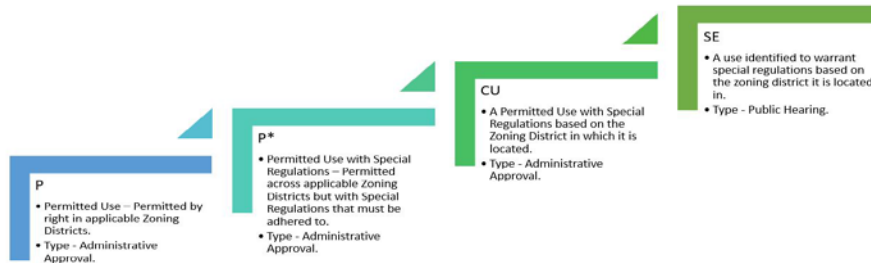 P
• Permitted Use – Permitted by
right in applicable Zoning
Districts.
• Type - Administrative
Approval.
P*
• Permitted Use with Special
Regulations – Permitted
across applicable Zoning
Districts but with Special
Regulations that must be
adhered to.
• Type - Administrative
Approval.
CU
• A Permitted Use with Special
Regulations based on the
Zoning District in which it is
located.
• Type - Administrative
Approval.
SE
• A use identified to warrant
special regulations based on
the zoning district it is located
in.
• Type - Public Hearing.